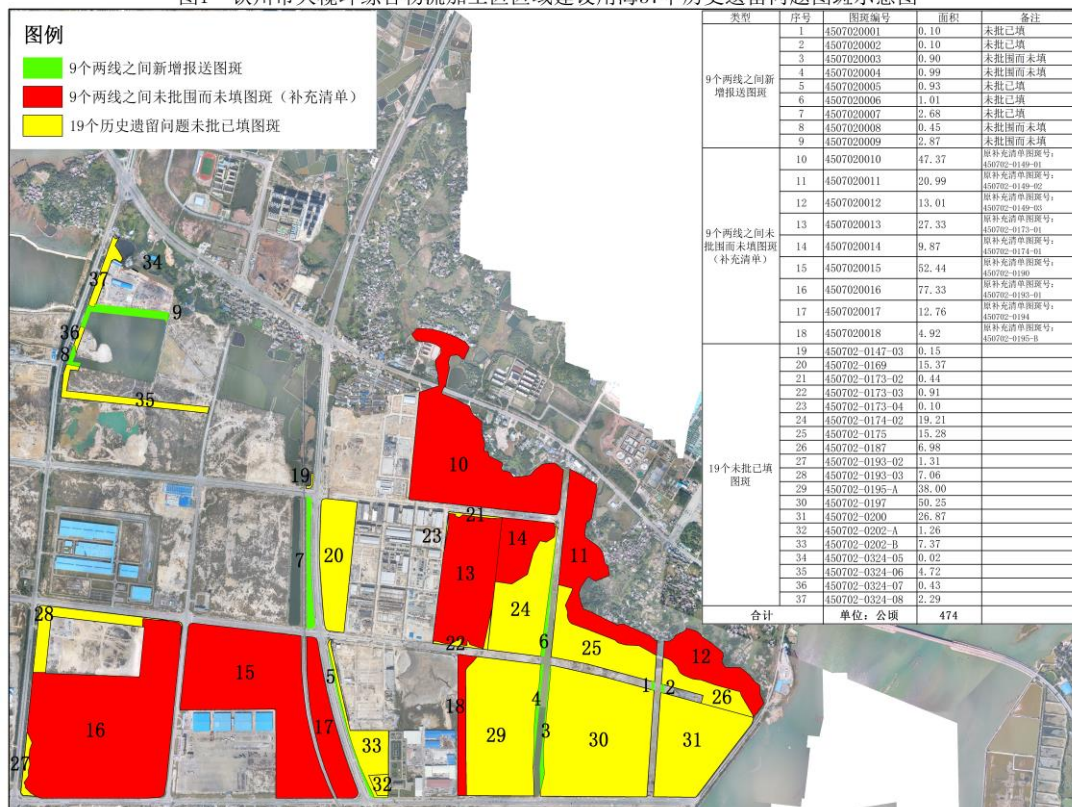 图例
9个两线之间新增报送图斑
9个两线之间未批围而未填图斑（补充清单）
19个历史遗留问题未批已填图斑
类型 序号 图斑编号 面积 备注
9个两线之间新增报送图斑
1 4507020001 0.10 未批已填
2 4507020002 0.10 未批已填
3 4507020003 0.90 未批围而未填
4 4507020004 0.99 未批围而未填
5 4507020005 0.93 未批已填
6 4507020006 1.01 未批已填
7 4507020007 2.68 未批已填
8 4507020008 0.45 未批围而未填
9 4507020009 2.87 未批围而未填
9个两线之间未批围而未填图斑（补充清单）
10 4507020010 47.37 原补充清单图斑号：450702-0149-01
11 4507020011 20.99 原补充清单图斑号：450702-0149-02
12 4507020012 13.01 原补充清单图斑号：450702-0149-03
13 4507020013 27.33 原补充清单图斑号：450702-0173-01
14 4507020014 9.87 原补充清单图斑号：450702-0174-01
15 4507020015 52.44 原补充清单图斑号：450702-0190
16 4507020016 77.33 原补充清单图斑号：450702-0193-01
17 4507020017 12.76 原补充清单图斑号：450702-0194
18 4507020018 4.92 原补充清单图斑号：450702-0195-B
19个未批已填图斑
19 450702-0147-03 0.15
20 450702-0169 15.37
21 450702-0173-02 0.44
22 450702-0173-03 0.91
23 450702-0173-04 0.10
24 450702-0174-02 19.21
25 450702-0175 15.28
26 450702-0187 6.98
27 450702-0193-02 1.31
28 450702-0193-03 7.06
29 450702-0195-A 38.00
30 450702-0197 50.25
31 450702-0200 26.87
32 450702-0202-A 1.26
33 450702-0202-B 7.37
34 450702-0324-05 0.02
35 450702-0324-06 4.72
36 450702-0324-07 0.43
37 450702-0324-08 2.29
合计 单位：公顷 474
34
37
9
36
8
35
10
19
21
23
14
20
7
13
11
24
28
6
22
25
12
15
5
1
2
26
4
18
17
16
3
29
30
31
33
27
32